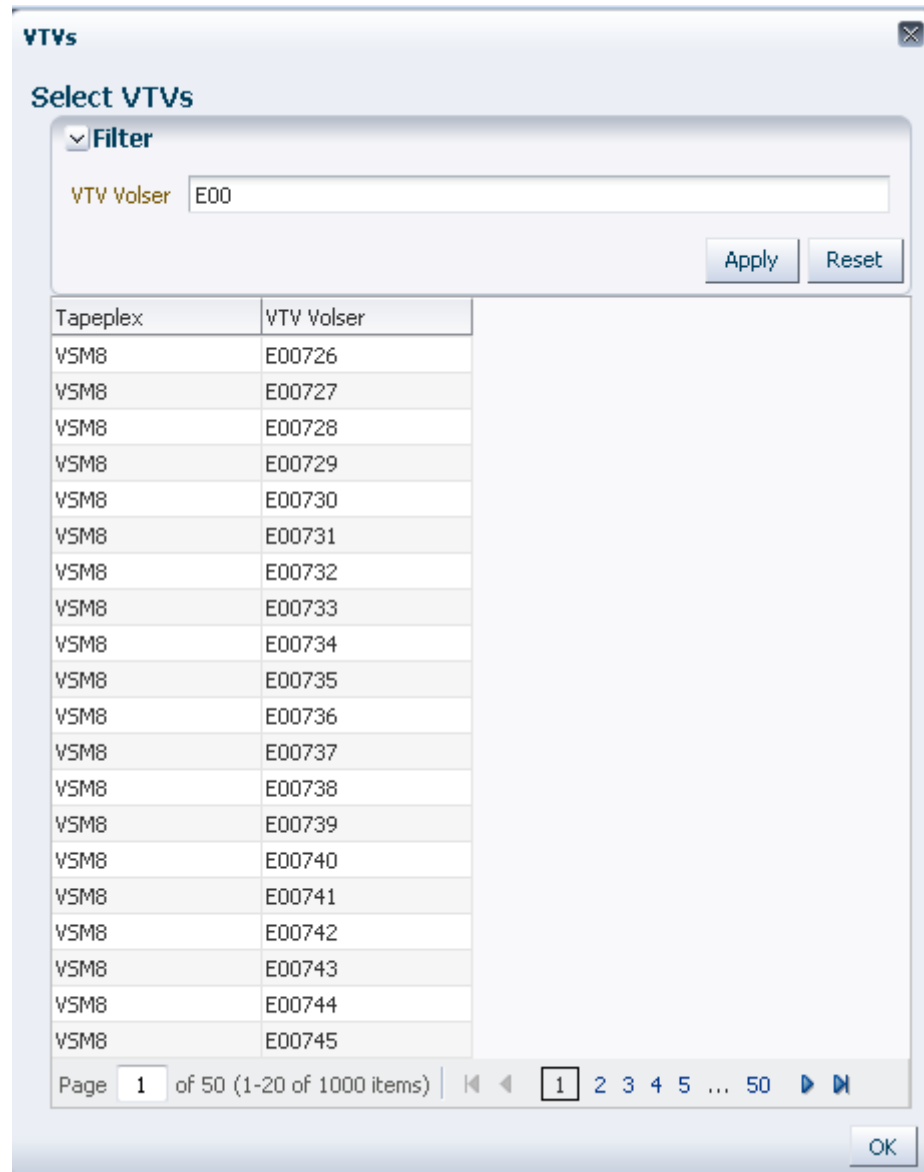 VTVs
Select VTVs
Filter
VTV Volser E00
Apply Reset
Tapeplex VTV Volser
VSM8 E00726
VSM8 E00727
VSM8 E00728
VSM8 E00729
VSM8 E00730
VSM8 E00731
VSM8 E00732
VSM8 E00733
VSM8 E00734
VSM8 E00735
VSM8 E00736
VSM8 E00737
VSM8 E00738
VSM8 E00739
VSM8 E00740
VSM8 E00741
VSM8 E00742
VSM8 E00743
VSM8 E00744
VSM8 E00745
Page 1 of 50 (1-20 of 1000 items) 1 2 3 4 5 ... 50
OK